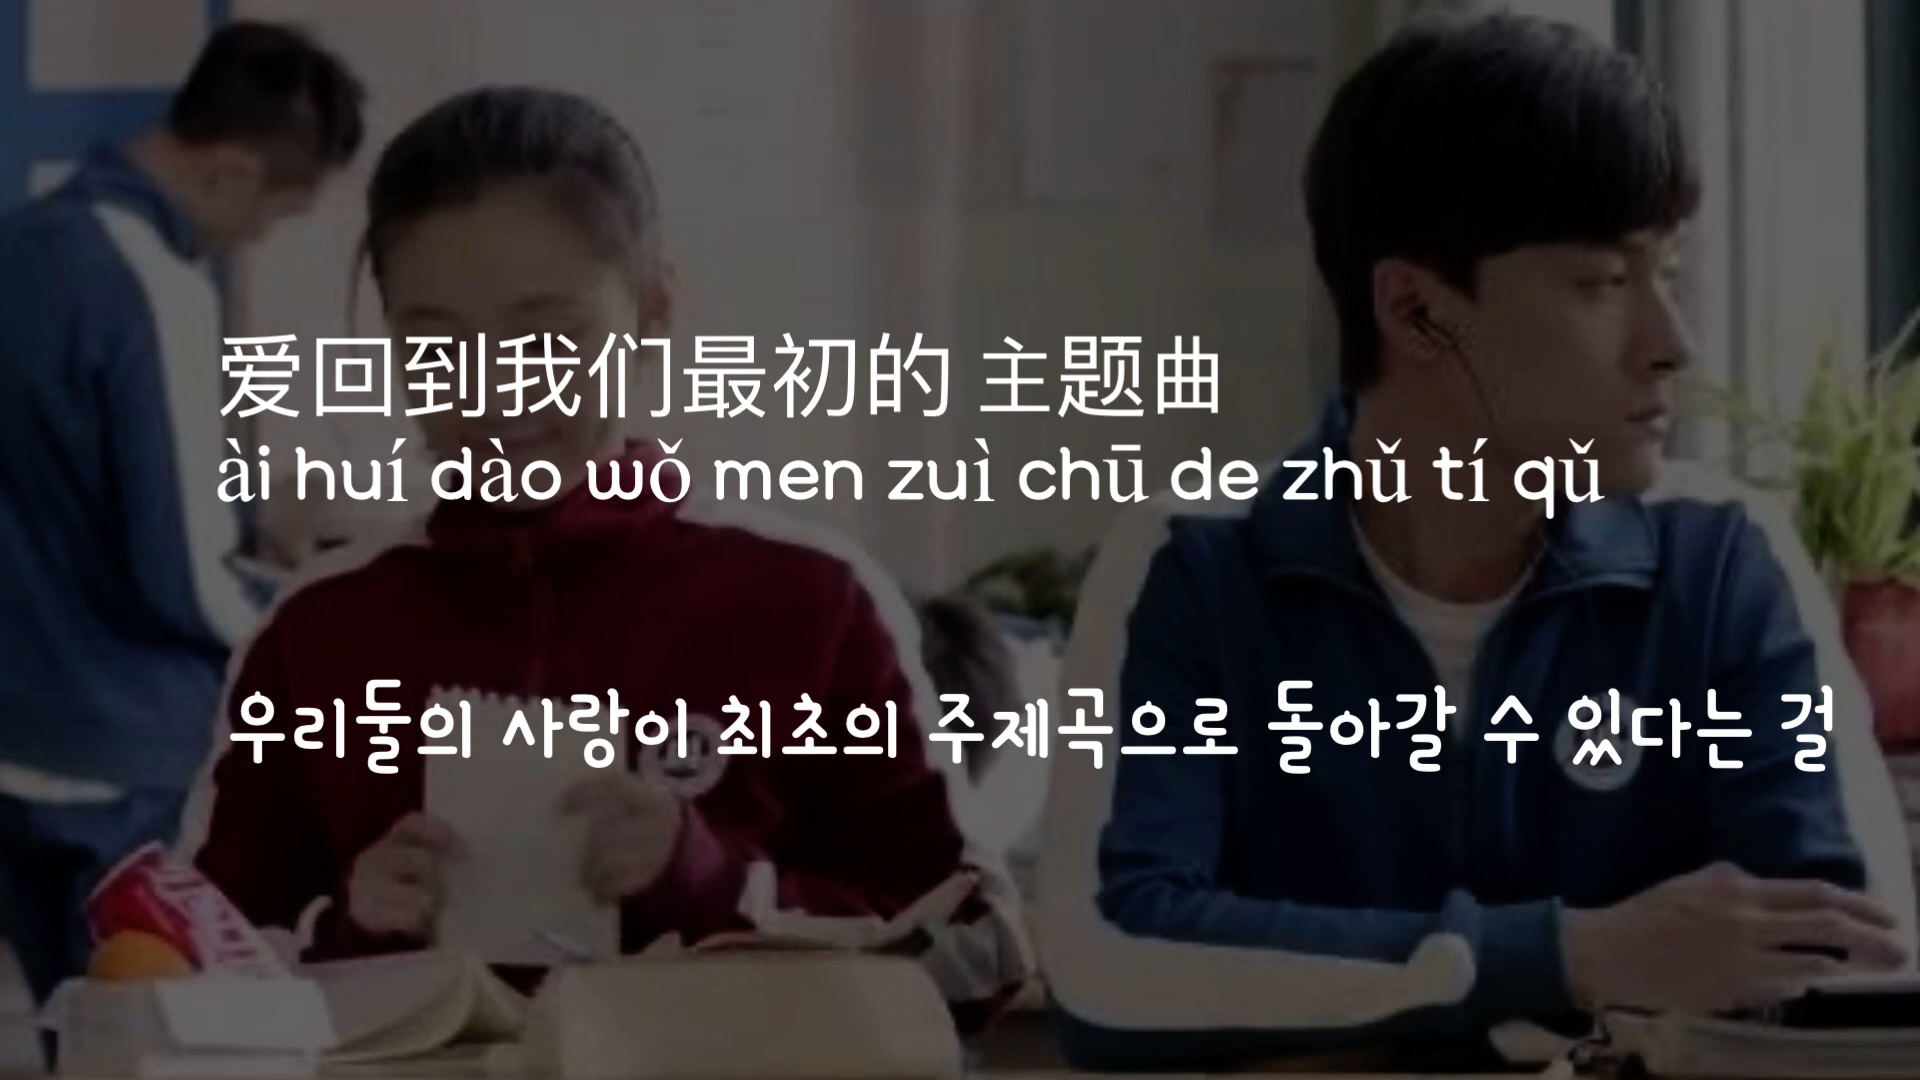 爱回到我们最初的 主题曲
ài huí dào wǒ men zuì chū de zhǔ tí qǔ
우리둘의 사랑이 최초의 주제곡으로 돌아갈 수 있다는 걸